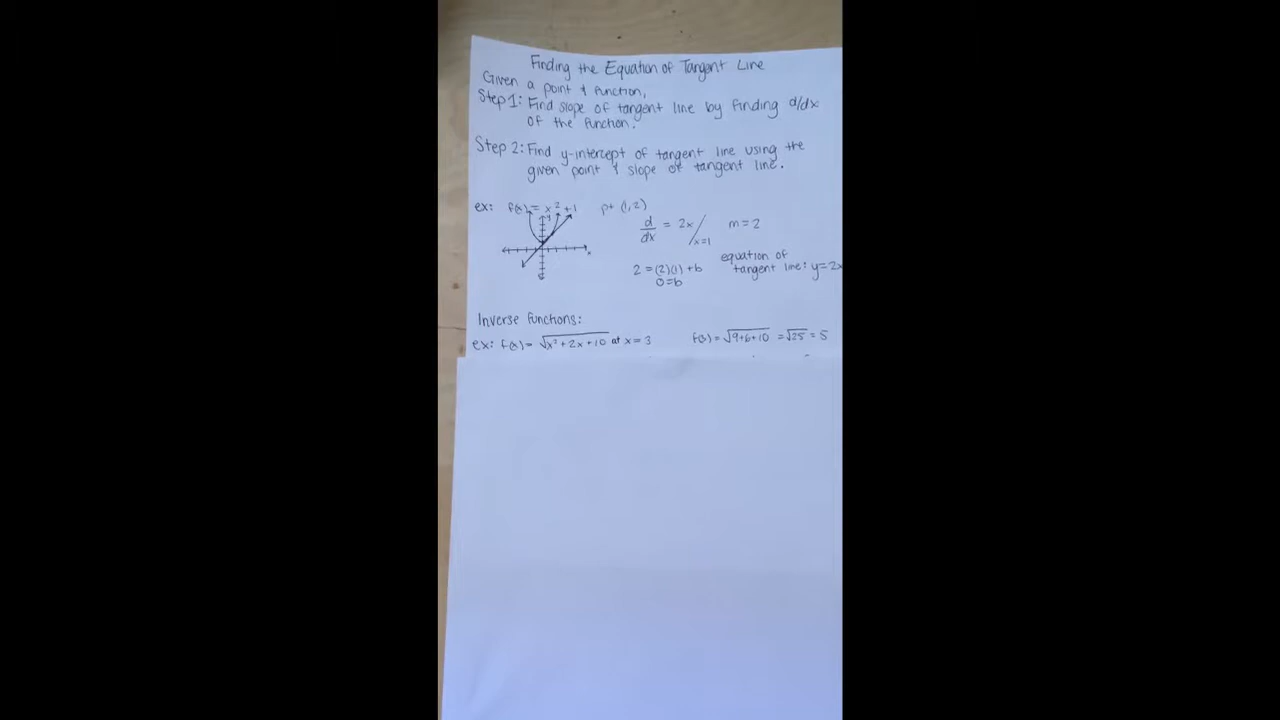 Finding the Equation of Tangent Line
Given a point & function,
Step 1: Find slope of tangent line by finding d/dx
of the function.
Step 2: Find y-intercept of tangent line using the
given point & slope of tangent line.
ex: f(x) = x² + 1 pt (1,2)
y
d/dx = 2x / x=1 m = 2
x
2 = (2)(1) + b
0 = b
equation of
tangent line: y = 2x
Inverse functions:
ex: f(x) = √x² + 2x + 10 at x = 3 f(3) = √9+6+10 = √25 = 5